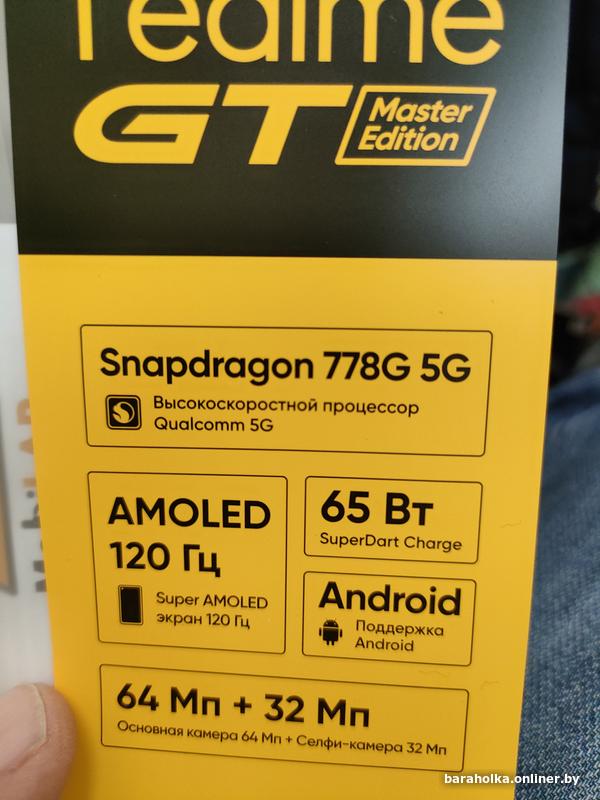 realme
GT Master
Edition
Snapdragon 778G 5G
Высокоскоростной процессор
Qualcomm 5G
AMOLED
120 Гц
Super AMOLED
экран 120 Гц
65 Вт
SuperDart Charge
Android
Поддержка
Android
64 Мп + 32 Мп
Основная камера 64 Мп + Селфи-камера 32 Мп
baraholka.onliner.by